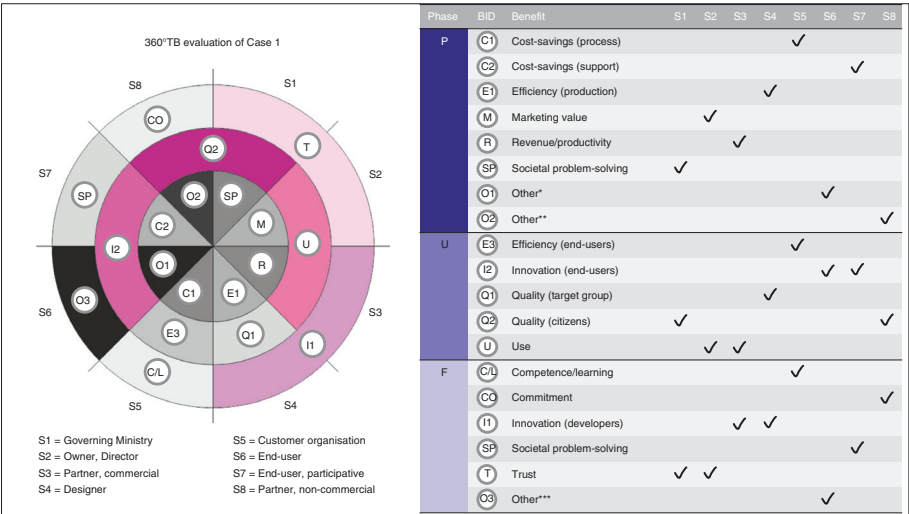 360°TB evaluation of Case 1
S8
S1
CO
T
Q2
S7
S2
SP
O2
SP
C2
M
I2
U
O1
R
C1
E1
O3
E3
Q1
I1
S6
S3
C/L
S5
S4
S1 = Governing Ministry
S2 = Owner, Director
S3 = Partner, commercial
S4 = Designer
S5 = Customer organisation
S6 = End-user
S7 = End-user, participative
S8 = Partner, non-commercial
Phase BID Benefit S1 S2 S3 S4 S5 S6 S7 S8
P C1 Cost-savings (process) ✓
C2 Cost-savings (support) ✓
E1 Efficiency (production) ✓
M Marketing value ✓
R Revenue/productivity ✓
SP Societal problem-solving ✓
O1 Other* ✓
O2 Other** ✓
U E3 Efficiency (end-users) ✓
I2 Innovation (end-users) ✓ ✓
Q1 Quality (target group) ✓
Q2 Quality (citizens) ✓ ✓
U Use ✓ ✓
F C/L Competence/learning ✓
CO Commitment ✓
I1 Innovation (developers) ✓ ✓
SP Societal problem-solving ✓
T Trust ✓ ✓
O3 Other*** ✓